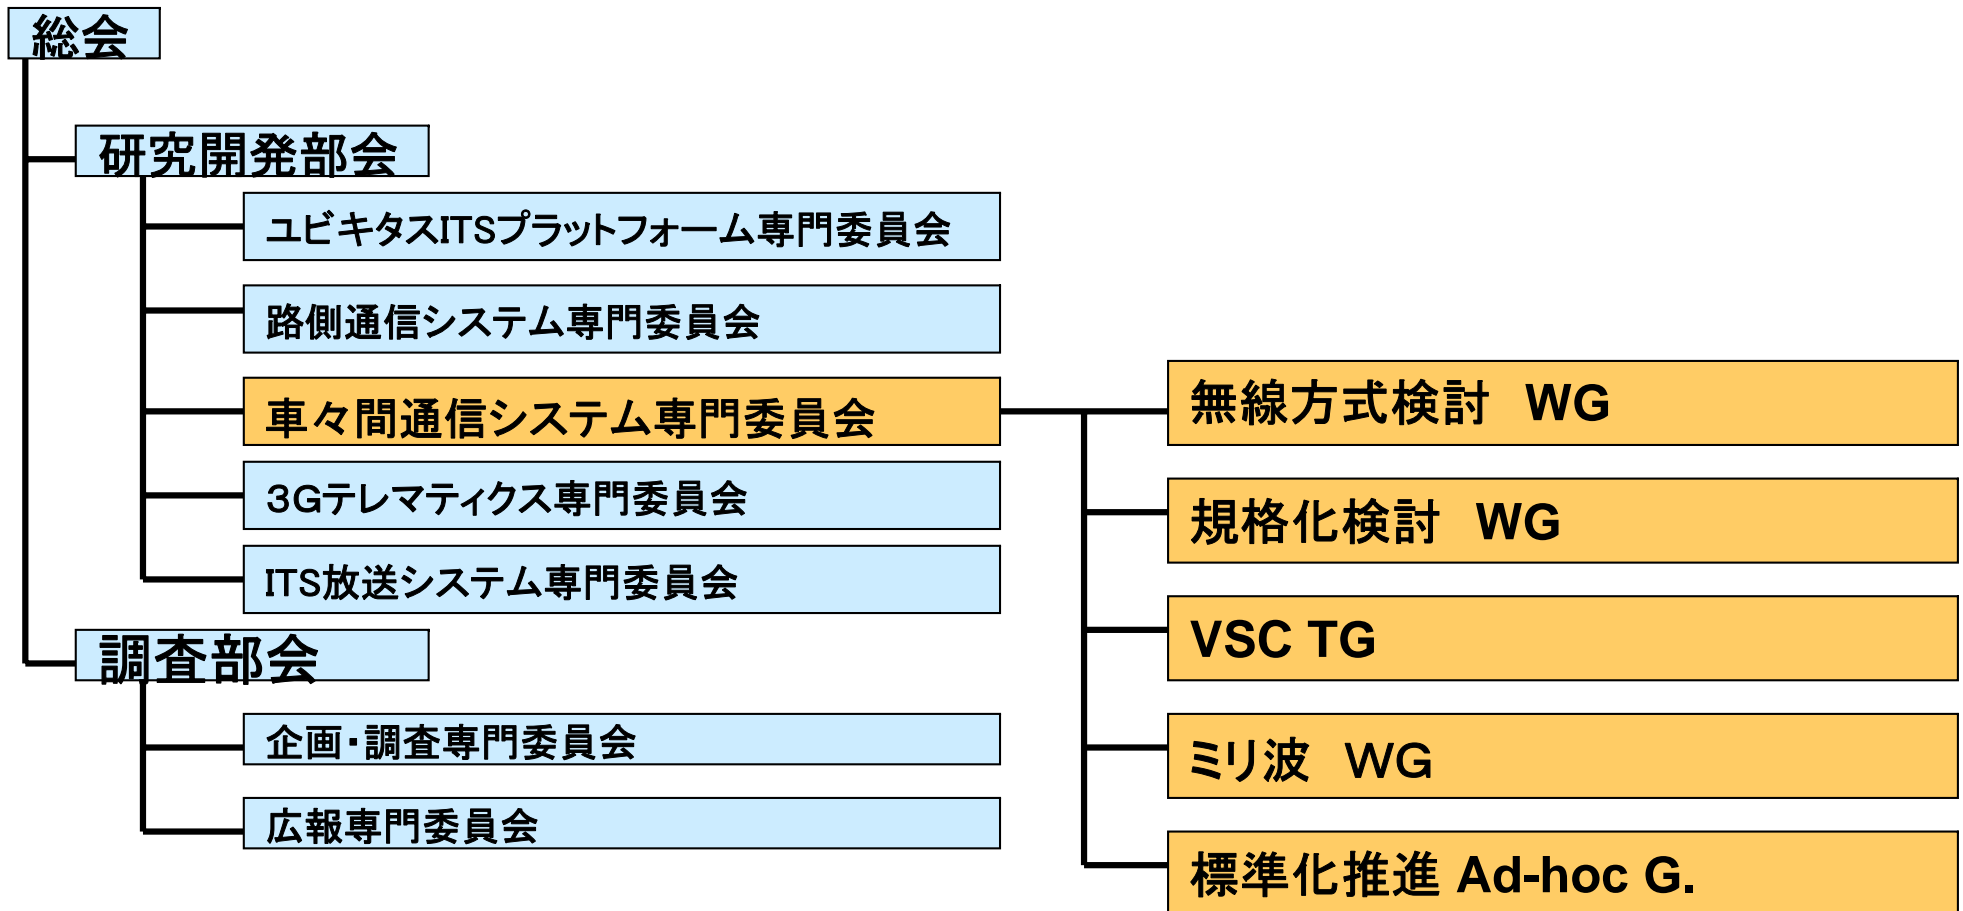 総会
研究開発部会
ユビキタスITSプラットフォーム専門委員会
路側通信システム専門委員会
車々間通信システム専門委員会
3Gテレマティクス専門委員会
ITS放送システム専門委員会
調査部会
企画・調査専門委員会
広報専門委員会
無線方式検討　WG
規格化検討　WG
VSC TG
ミリ波　ＷＧ
標準化推進 Ad-hoc G.